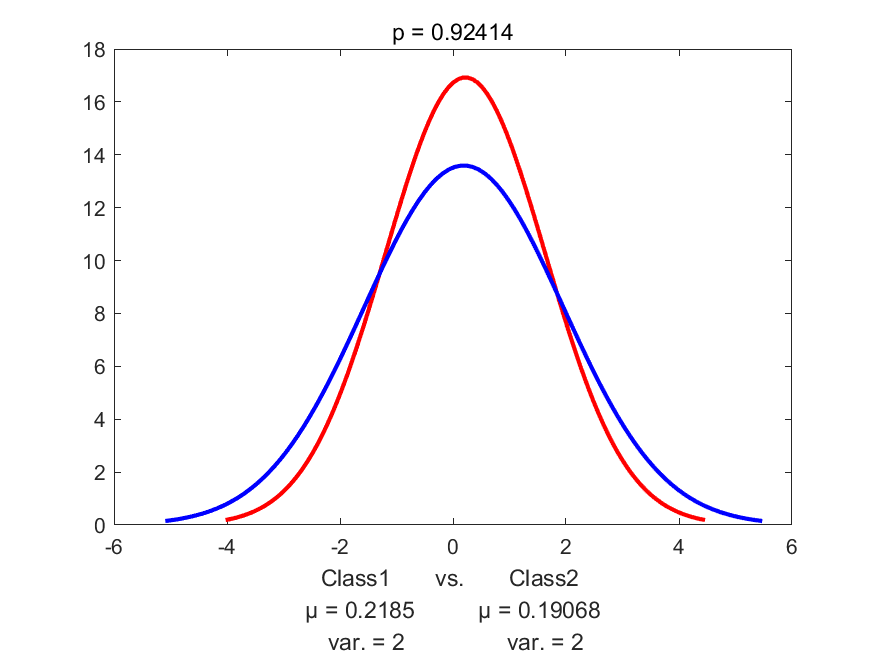 p = 0.92414
18
16
14
12
10
8
6
4
2
0
-6 -4 -2 0 2 4 6
Class1 vs. Class2
μ = 0.2185 μ = 0.19068
var. = 2 var. = 2